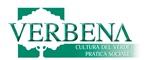 VERBENA
CULTURA DEL VERDE
PRATICA SOCIALE